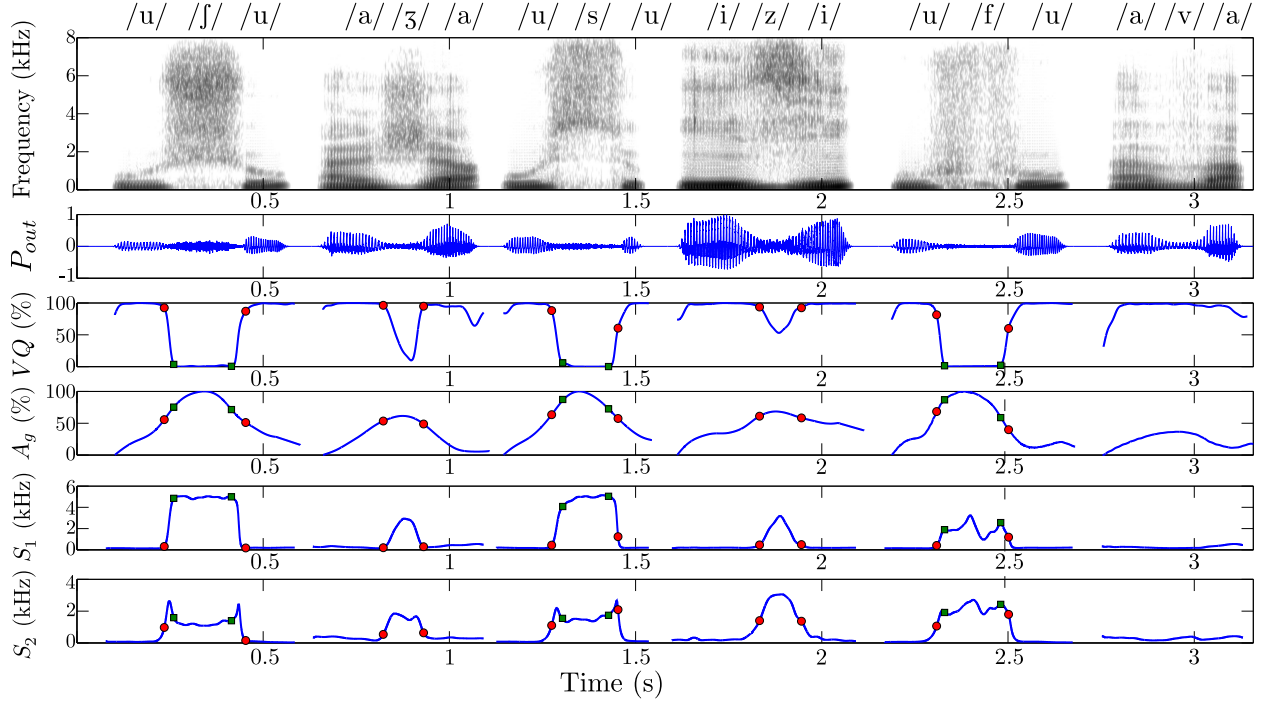 /u/ /ʃ/ /u/ /a/ /ʒ/ /a/ /u/ /s/ /u/ /i/ /z/ /i/ /u/ /f/ /u/ /a/ /v/ /a/
Frequency (kHz)
8
6
4
2
0
0.5 1 1.5 2 2.5 3
P_out
1
0
-1
0.5 1 1.5 2 2.5 3
VQ (%)
100
50
0
0.5 1 1.5 2 2.5 3
A_g (%)
100
50
0
0.5 1 1.5 2 2.5 3
S_1 (kHz)
6
4
2
0
0.5 1 1.5 2 2.5 3
S_2 (kHz)
4
2
0
0.5 1 1.5 2 2.5 3
Time (s)